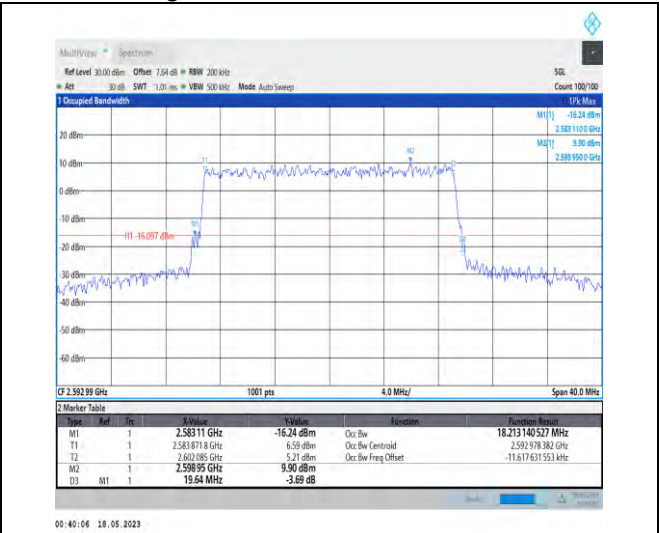 MultiView Spectrum
Ref Level 30.00 dBm Offset 7.64 dB RBW 200 kHz SGL
Att 30 dB SWT 1.01 ms VBW 500 kHz Mode Auto Sweep Count 100/100
1 Occupied Bandwidth 1Pk Max
M1[1] -16.24 dBm
2.583 1100 GHz
M2[1] 9.90 dBm
2.598 9500 GHz
20 dBm
10 dBm
0 dBm
-10 dBm
H1 -16.097 dBm
-20 dBm
-30 dBm
-40 dBm
-50 dBm
-60 dBm
T1
M2
M1
CF 2.592 99 GHz 1001 pts 4.0 MHz/ Span 40.0 MHz
2 Marker Table
Type Ref Trc X-Value Y-Value Function Function Result
M1 1 2.58311 GHz -16.24 dBm Occ Bw 18.213 140 527 MHz
T1 1 2.583 871 8 GHz 6.59 dBm Occ Bw Centroid 2.592 978 382 GHz
T2 1 2.602 085 GHz 5.21 dBm Occ Bw Freq Offset -11.617 631 553 kHz
M2 1 2.59895 GHz 9.90 dBm
D3 M1 1 19.64 MHz -3.69 dB
00:40:06 18.05.2023